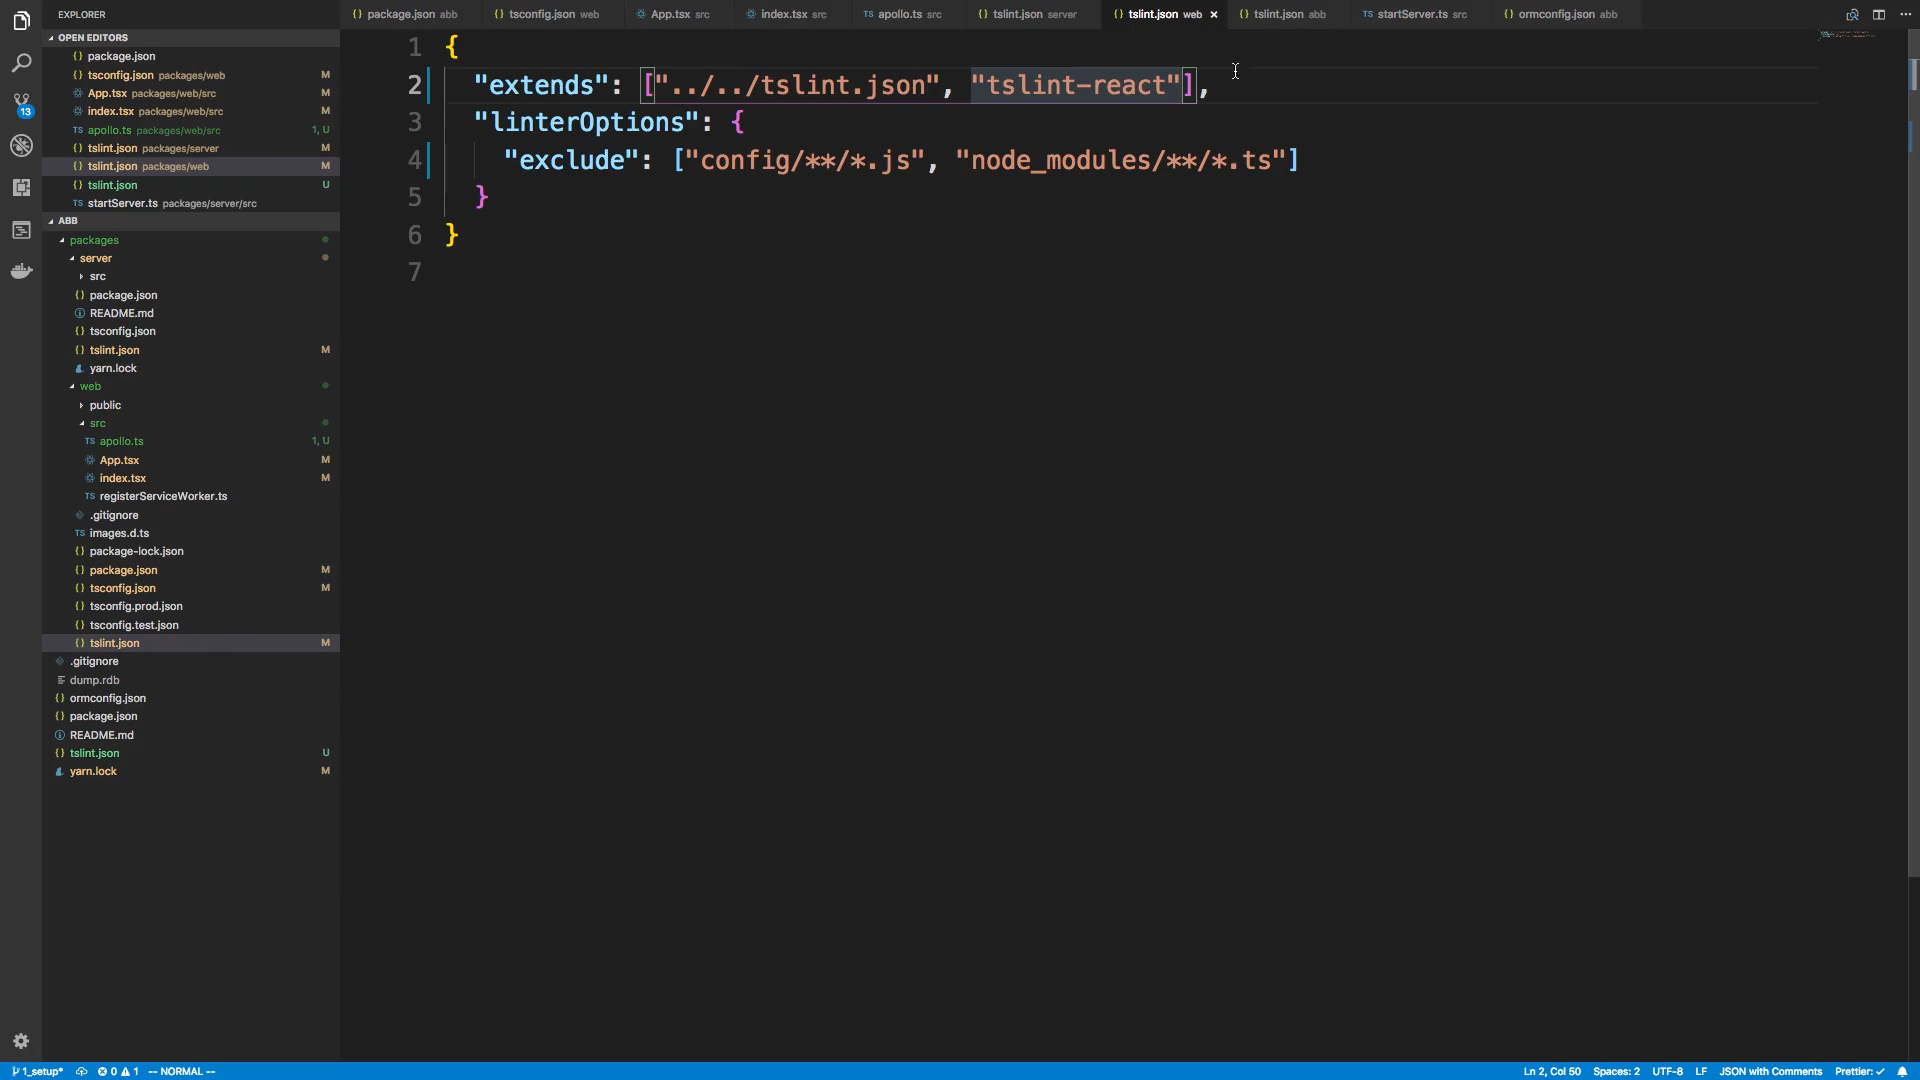 EXPLORER
OPEN EDITORS
package.json
tsconfig.json packages/web M
App.tsx packages/web/src M
index.tsx packages/web/src M
TS apollo.ts packages/web/src 1, U
tslint.json packages/server M
tslint.json packages/web M
tslint.json U
TS startServer.ts packages/server/src
ABB
packages
server
src
package.json
README.md
tsconfig.json
tslint.json M
yarn.lock
web
public
src
TS apollo.ts 1, U
App.tsx M
index.tsx M
TS registerServiceWorker.ts
.gitignore
TS images.d.ts
package-lock.json
package.json M
tsconfig.json M
tsconfig.prod.json
tsconfig.test.json
tslint.json M
.gitignore
dump.rdb
ormconfig.json
package.json
README.md
tslint.json U
yarn.lock M
13
package.json abb tsconfig.json web App.tsx src index.tsx src TS apollo.ts src tslint.json server tslint.json web × tslint.json abb TS startServer.ts src ormconfig.json abb
1 {
2 "extends": ["../../tslint.json", "tslint-react"],
3 "linterOptions": {
4 "exclude": ["config/**/*.js", "node_modules/**/*.ts"]
5 }
6 }
7
1_setup* 0 1 -- NORMAL -- Ln 2, Col 50 Spaces: 2 UTF-8 LF JSON with Comments Prettier: ✓